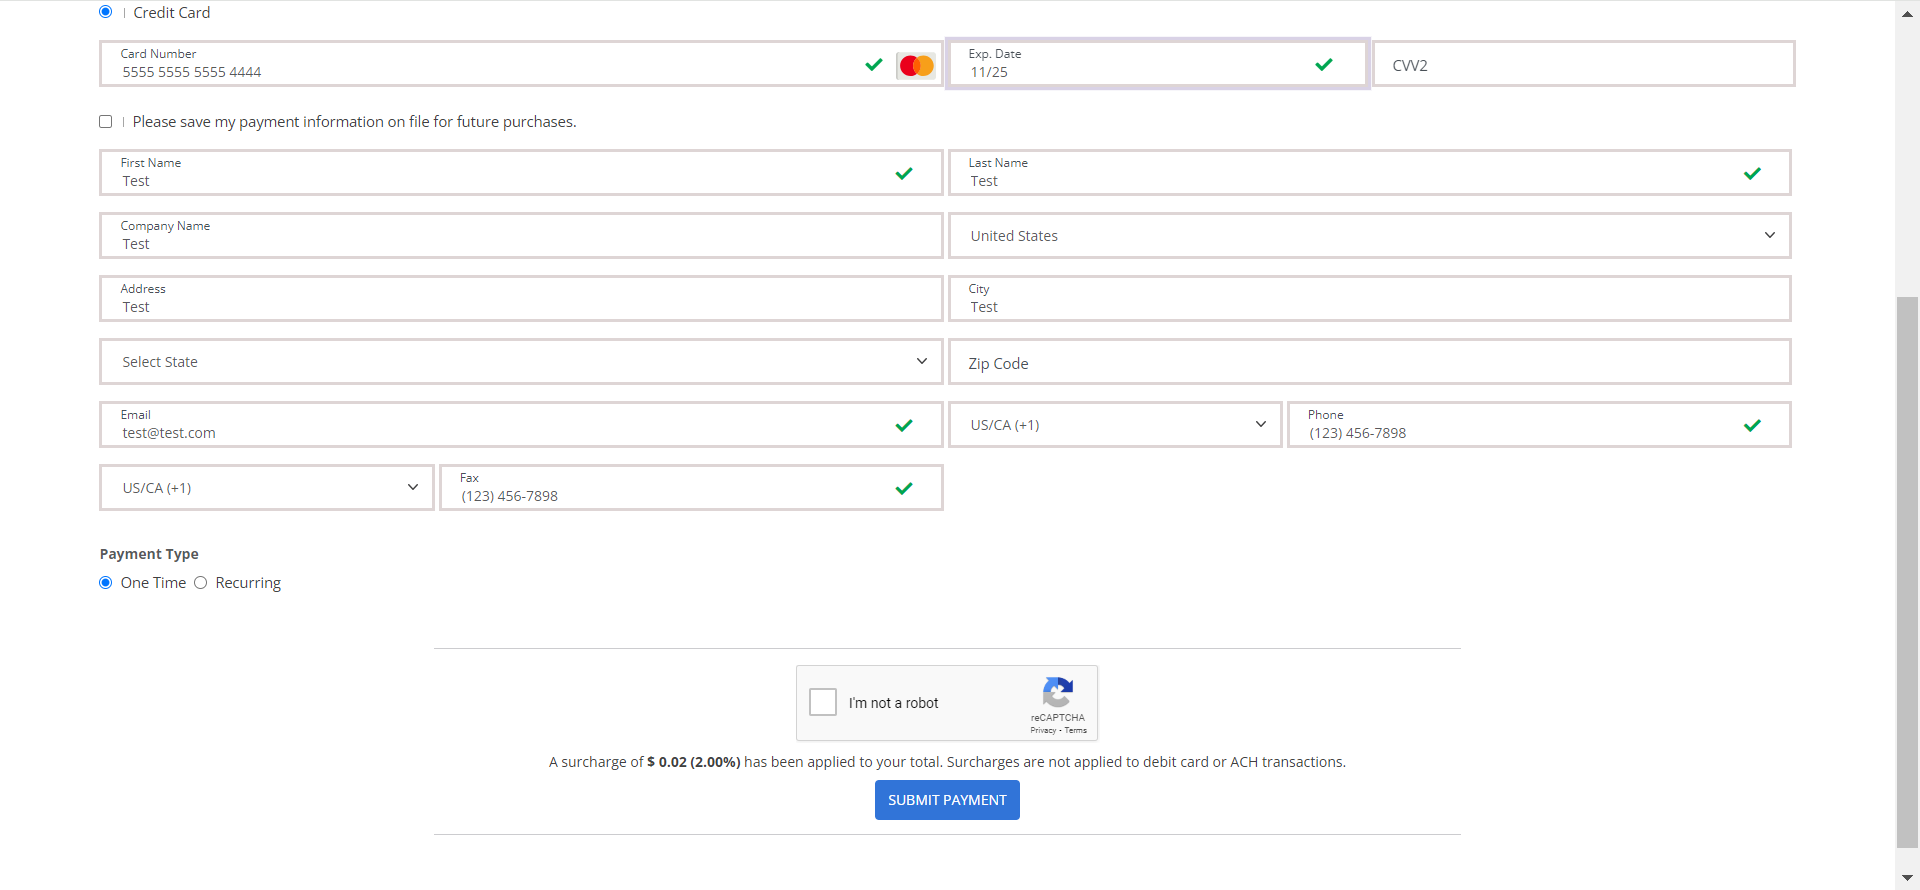 Credit Card
Card Number
5555 5555 5555 4444
Exp. Date
11/25
CVV2
Please save my payment information on file for future purchases.
First Name
Test
Last Name
Test
Company Name
Test
United States
Address
Test
City
Test
Select State
Zip Code
Email
test@test.com
US/CA (+1)
Phone
(123) 456-7898
US/CA (+1)
Fax
(123) 456-7898
Payment Type
One Time Recurring
I'm not a robot
reCAPTCHA
Privacy - Terms
A surcharge of $ 0.02 (2.00%) has been applied to your total. Surcharges are not applied to debit card or ACH transactions.
SUBMIT PAYMENT